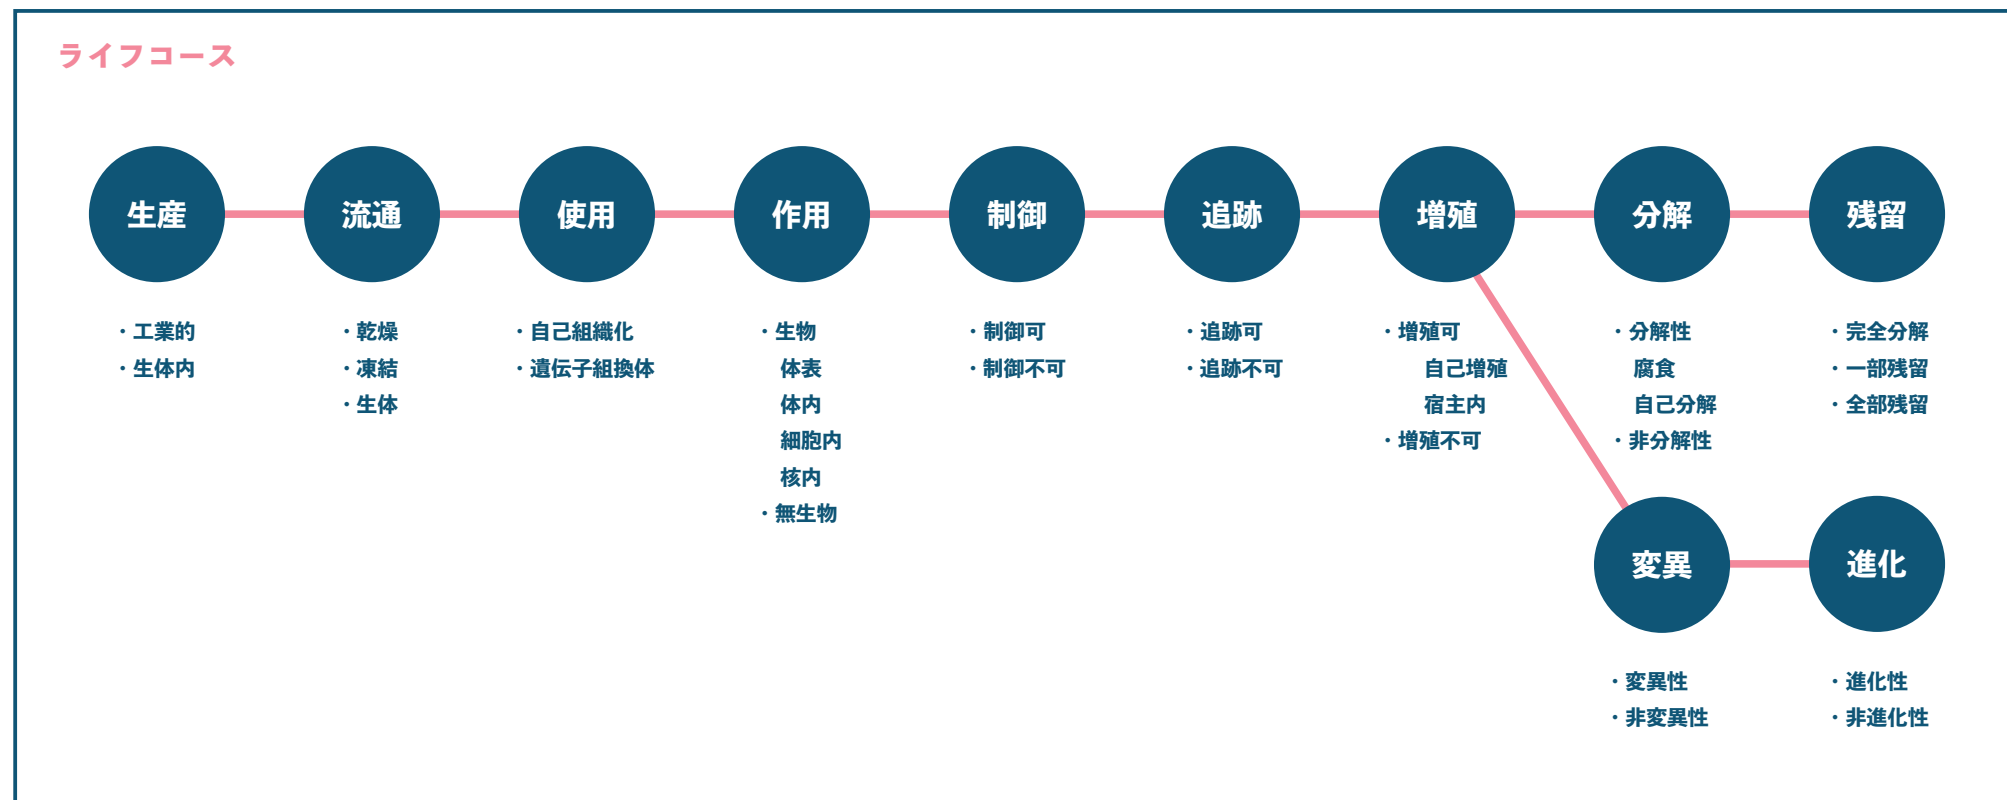 ライフコース
生産
・工業的
・生体内
流通
・乾燥
・凍結
・生体
使用
・自己組織化
・遺伝子組換体
作用
・生物
体表
体内
細胞内
核内
・無生物
制御
・制御可
・制御不可
追跡
・追跡可
・追跡不可
増殖
・増殖可
自己増殖
宿主内
・増殖不可
分解
・分解性
腐食
自己分解
・非分解性
残留
・完全分解
・一部残留
・全部残留
変異
・変異性
・非変異性
進化
・進化性
・非進化性